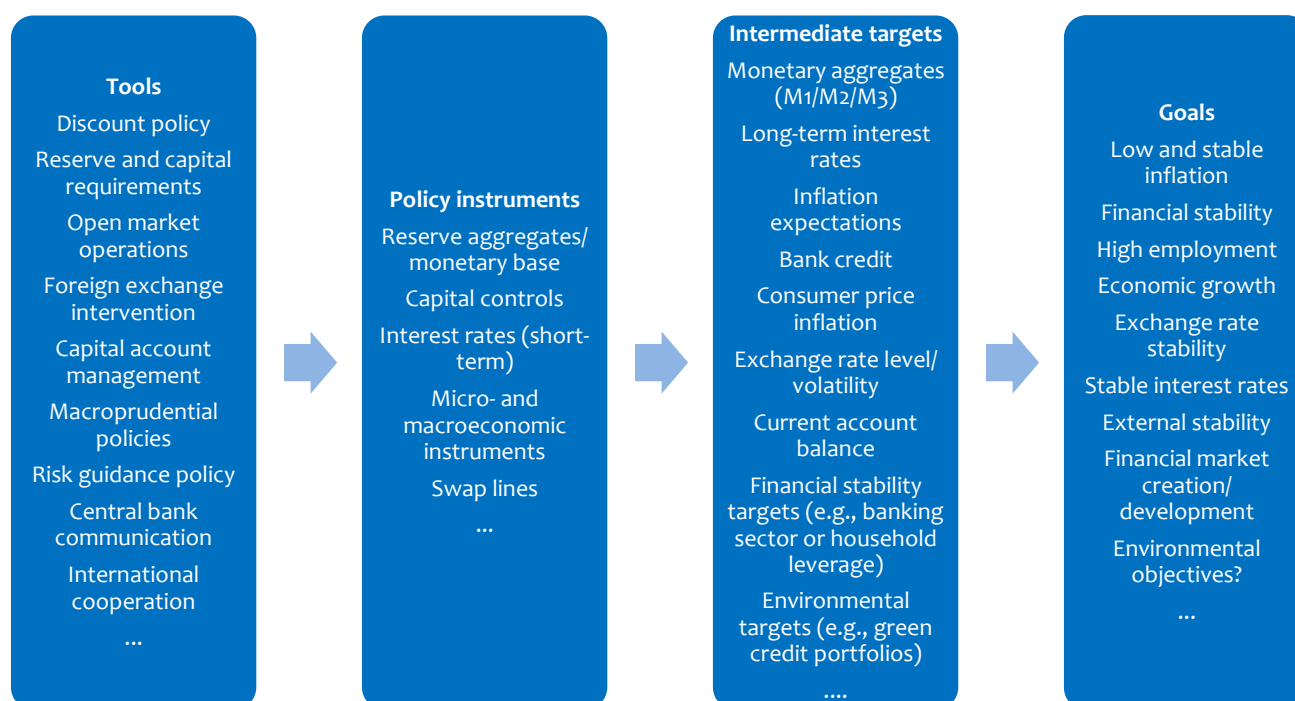 Tools
Discount policy
Reserve and capital
requirements
Open market
operations
Foreign exchange
intervention
Capital account
management
Macroprudential
policies
Risk guidance policy
Central bank
communication
International
cooperation
...
Policy instruments
Reserve aggregates/
monetary base
Capital controls
Interest rates (short-
term)
Micro- and
macroeconomic
instruments
Swap lines
...
Intermediate targets
Monetary aggregates
(M1/M2/M3)
Long-term interest
rates
Inflation
expectations
Bank credit
Consumer price
inflation
Exchange rate level/
volatility
Current account
balance
Financial stability
targets (e.g., banking
sector or household
leverage)
Environmental
targets (e.g., green
credit portfolios)
....
Goals
Low and stable
inflation
Financial stability
High employment
Economic growth
Exchange rate
stability
Stable interest rates
External stability
Financial market
creation/
development
Environmental
objectives?
...